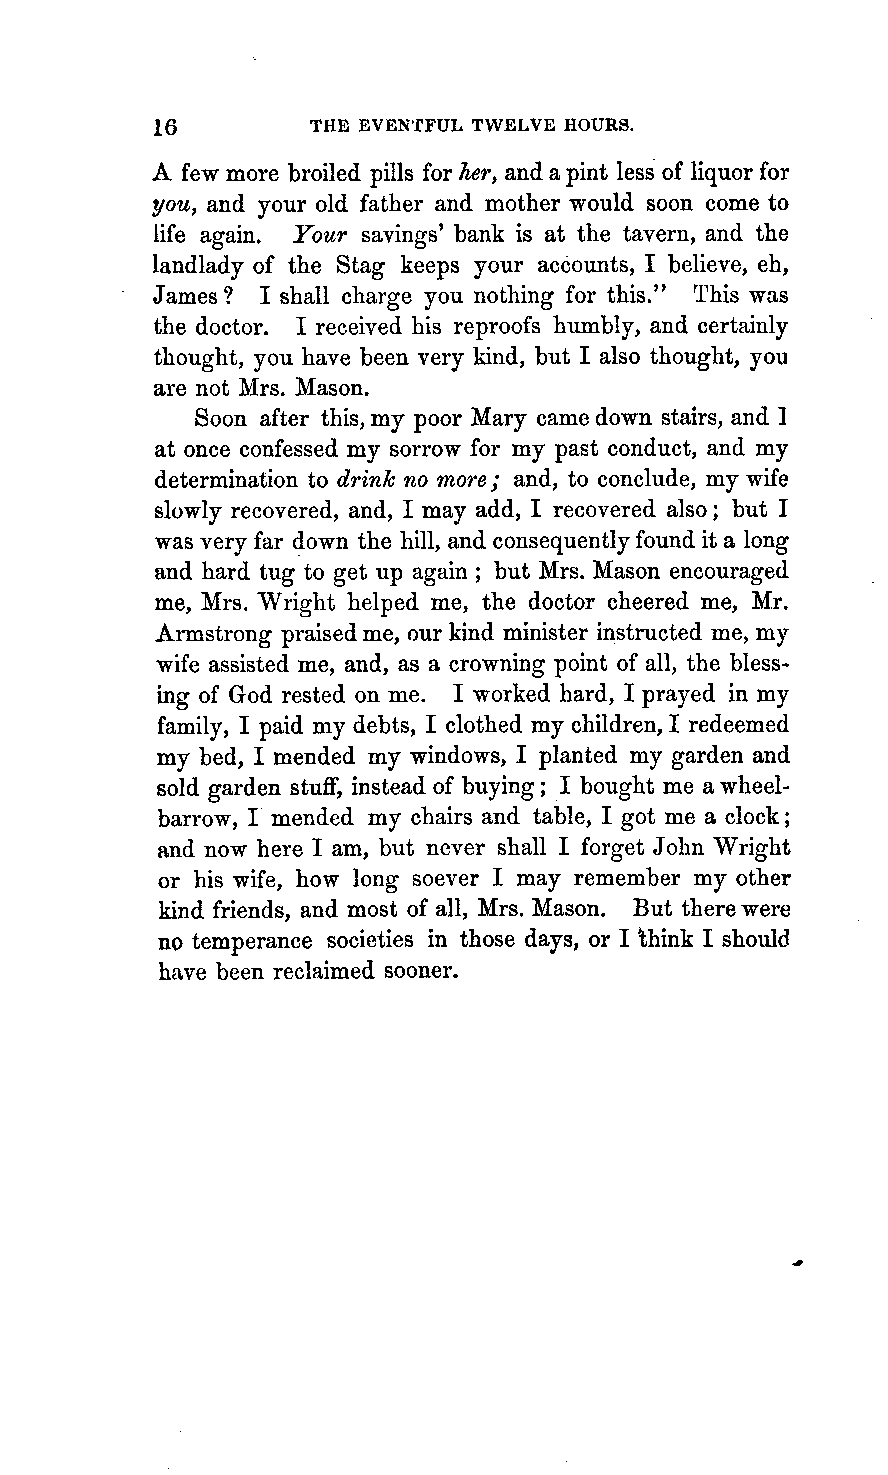 16 THE EVENTFUL TWELVE HOURS.
A few more broiled pills for her, and a pint less of liquor for
you, and your old father and mother would soon come to
life again. Your savings' bank is at the tavern, and the
landlady of the Stag keeps your accounts, I believe, eh,
James? I shall charge you nothing for this." This was
the doctor. I received his reproofs humbly, and certainly
thought, you have been very kind, but I also thought, you
are not Mrs. Mason.
Soon after this, my poor Mary came down stairs, and I
at once confessed my sorrow for my past conduct, and my
determination to drink no more; and, to conclude, my wife
slowly recovered, and, I may add, I recovered also; but I
was very far down the hill, and consequently found it a long
and hard tug to get up again; but Mrs. Mason encouraged
me, Mrs. Wright helped me, the doctor cheered me, Mr.
Armstrong praised me, our kind minister instructed me, my
wife assisted me, and, as a crowning point of all, the bless-
ing of God rested on me. I worked hard, I prayed in my
family, I paid my debts, I clothed my children, I redeemed
my bed, I mended my windows, I planted my garden and
sold garden stuff, instead of buying; I bought me a wheel-
barrow, I mended my chairs and table, I got me a clock;
and now here I am, but never shall I forget John Wright
or his wife, how long soever I may remember my other
kind friends, and most of all, Mrs. Mason. But there were
no temperance societies in those days, or I think I should
have been reclaimed sooner.